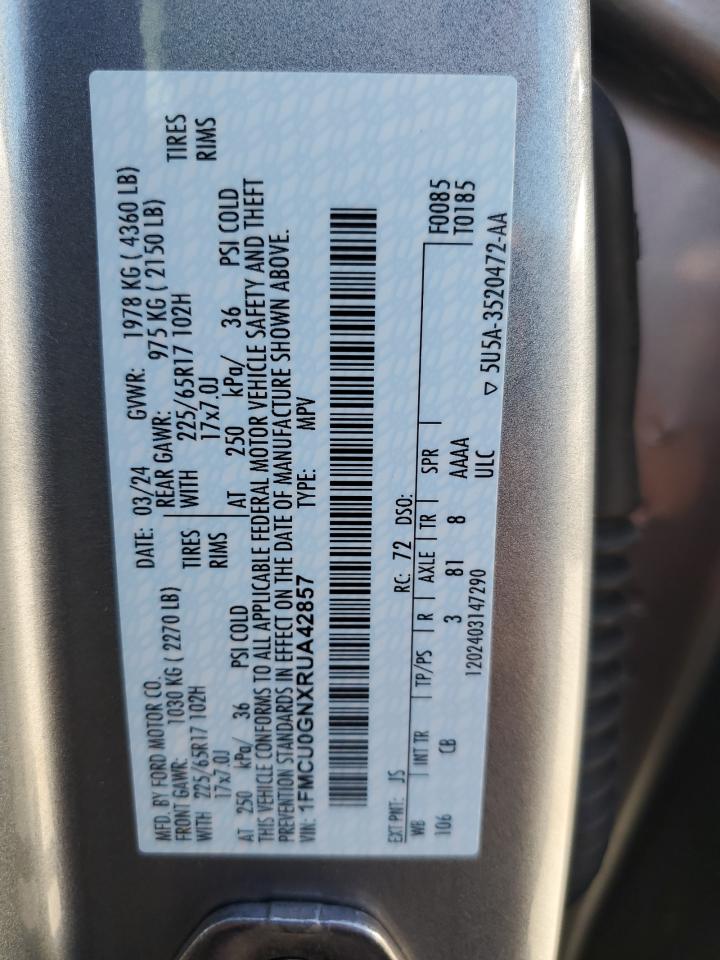 MFD. BY FORD MOTOR CO. DATE: 03/24 GVWR: 1978 KG ( 4360 LB)
FRONT GAWR: 1030 KG ( 2270 LB) REAR GAWR: 975 KG ( 2150 LB)
WITH 225/65R17 102H TIRES WITH 225/65R17 102H TIRES
17x7.0J RIMS 17x7.0J RIMS
AT 250 kPa/ 36 PSI COLD AT 250 kPa/ 36 PSI COLD
THIS VEHICLE CONFORMS TO ALL APPLICABLE FEDERAL MOTOR VEHICLE SAFETY AND THEFT
PREVENTION STANDARDS IN EFFECT ON THE DATE OF MANUFACTURE SHOWN ABOVE.
VIN: 1FMCU0GNXRUA42857 TYPE: MPV
EXT PNT: JS RC: 72 DSO: F0085
WB INT TR TP/PS R AXLE TR SPR T0185
106 CB 3 81 8 AAAA
1202403147290 ULC ▽ 5U5A-3520472-AA